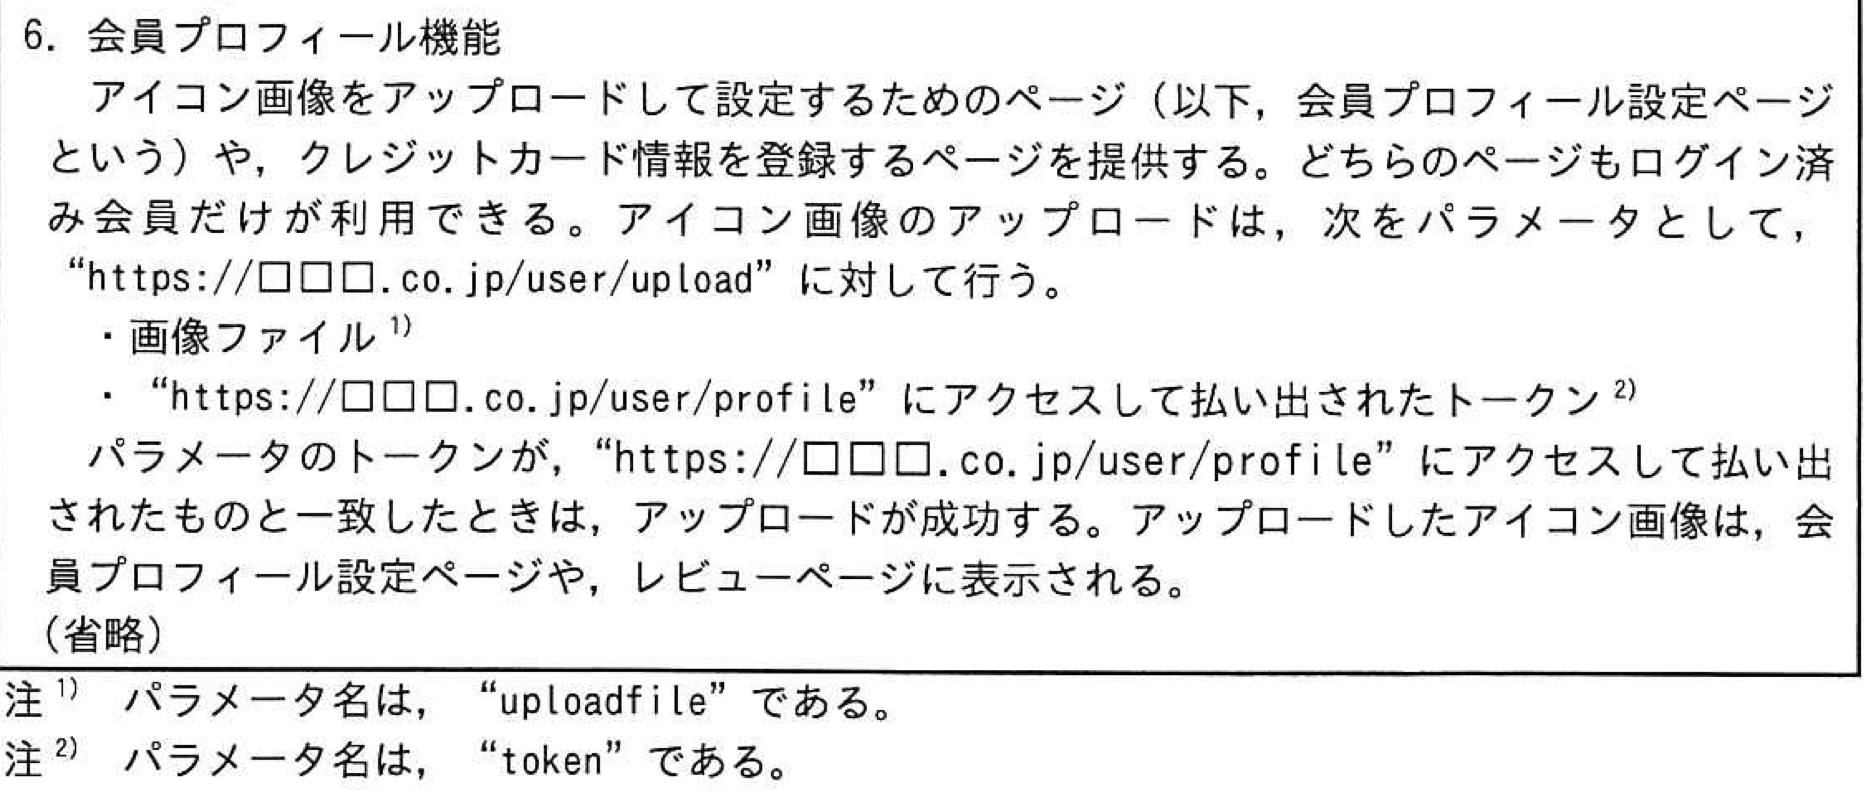 6. 会員プロフィール機能
アイコン画像をアップロードして設定するためのページ（以下，会員プロフィール設定ページ
という）や，クレジットカード情報を登録するページを提供する。どちらのページもログイン済
み会員だけが利用できる。アイコン画像のアップロードは，次をパラメータとして，
“https://□□□.co.jp/user/upload” に対して行う。
・画像ファイル 1)
・ “https://□□□.co.jp/user/profile” にアクセスして払い出されたトークン 2)
パラメータのトークンが，“https://□□□.co.jp/user/profile” にアクセスして払い出
されたものと一致したときは，アップロードが成功する。アップロードしたアイコン画像は，会
員プロフィール設定ページや，レビューページに表示される。
（省略）
注 1) パラメータ名は， “uploadfile” である。
注 2) パラメータ名は， “token” である。